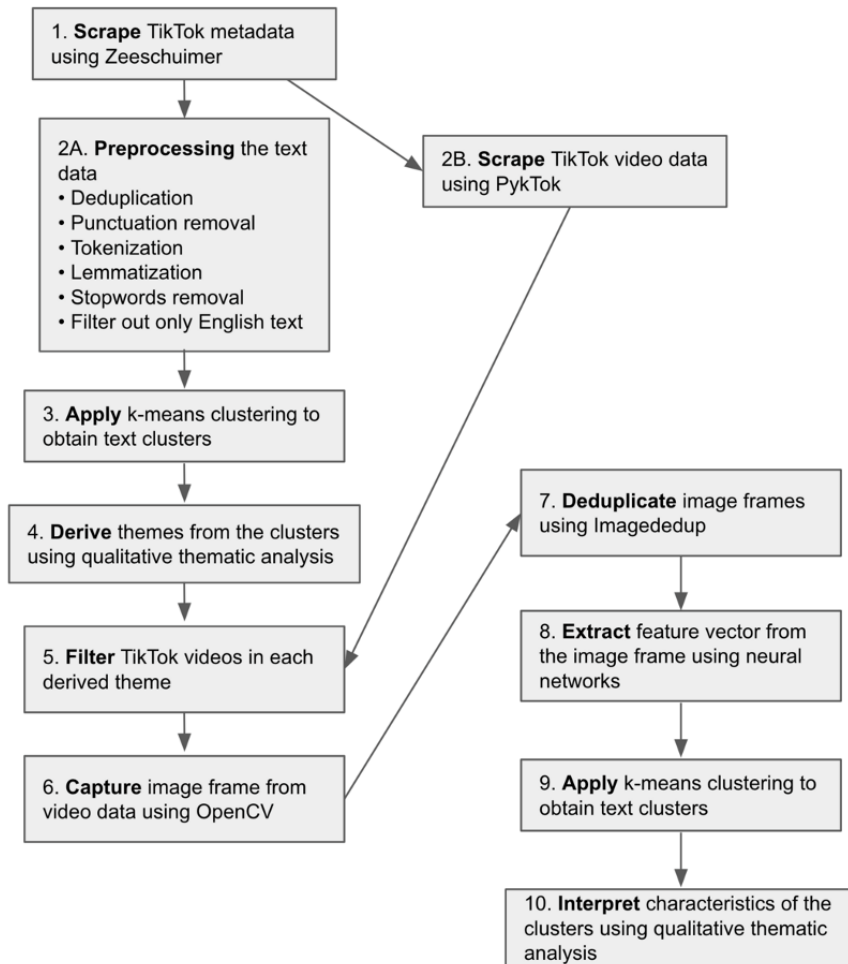 1. Scrape TikTok metadata
using Zeeschuimer
2A. Preprocessing the text
data
• Deduplication
• Punctuation removal
• Tokenization
• Lemmatization
• Stopwords removal
• Filter out only English text
2B. Scrape TikTok video data
using PykTok
3. Apply k-means clustering to
obtain text clusters
4. Derive themes from the clusters
using qualitative thematic analysis
5. Filter TikTok videos in each
derived theme
6. Capture image frame from
video data using OpenCV
7. Deduplicate image frames
using Imagededup
8. Extract feature vector from
the image frame using neural
networks
9. Apply k-means clustering to
obtain text clusters
10. Interpret characteristics of the
clusters using qualitative thematic
analysis